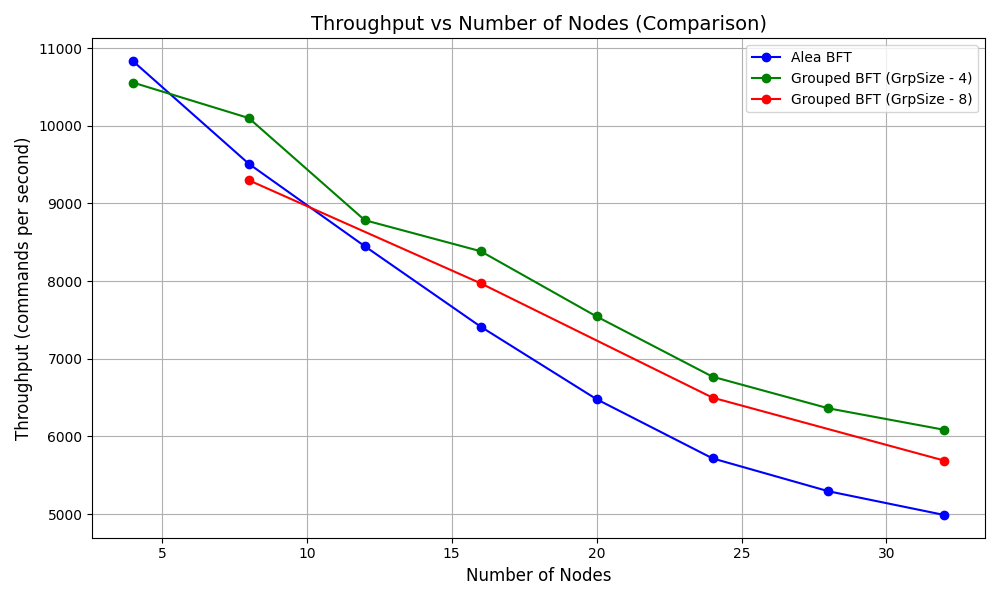 Throughput vs Number of Nodes (Comparison)
Alea BFT
Grouped BFT (GrpSize - 4)
Grouped BFT (GrpSize - 8)
Throughput (commands per second)
11000
10000
9000
8000
7000
6000
5000
5
10
15
20
25
30
Number of Nodes